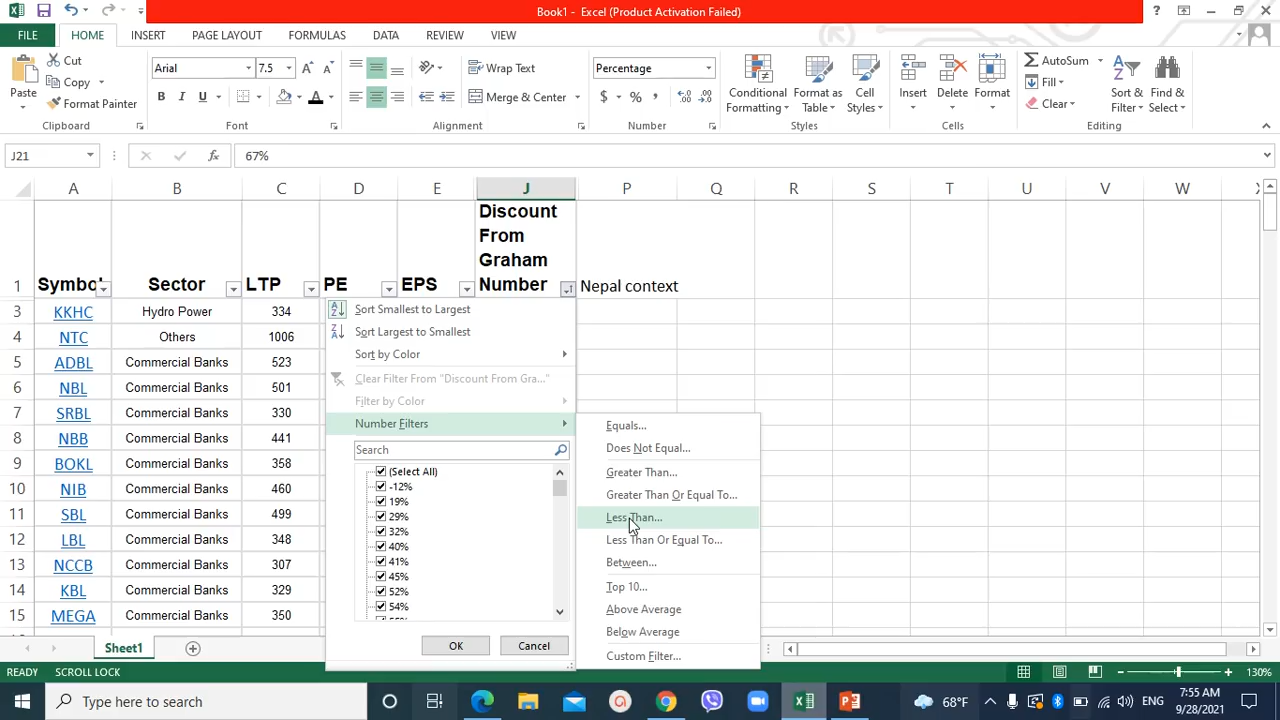 Book1 - Excel (Product Activation Failed)
FILE HOME INSERT PAGE LAYOUT FORMULAS DATA REVIEW VIEW
Paste
Cut
Copy
Format Painter
Clipboard
Arial 7.5
B I U
Font
Wrap Text
Merge & Center
Alignment
Percentage
$ % ,
Number
Conditional Formatting
Format as Table
Cell Styles
Styles
Insert Delete Format
Cells
AutoSum
Fill
Clear
Sort & Filter
Find & Select
Editing
J21 fx 67%
A B C D E J P Q R S T U V W
1 Symbol Sector LTP PE EPS Discount From Graham Number Nepal context
3 KKHC Hydro Power 334
4 NTC Others 1006
5 ADBL Commercial Banks 523
6 NBL Commercial Banks 501
7 SRBL Commercial Banks 330
8 NBB Commercial Banks 441
9 BOKL Commercial Banks 358
10 NIB Commercial Banks 460
11 SBL Commercial Banks 499
12 LBL Commercial Banks 348
13 NCCB Commercial Banks 307
14 KBL Commercial Banks 329
15 MEGA Commercial Banks 350
Sort Smallest to Largest
Sort Largest to Smallest
Sort by Color
Clear Filter From "Discount From Gra..."
Filter by Color
Number Filters
Search
(Select All)
-12%
19%
29%
32%
40%
41%
45%
52%
54%
OK Cancel
Equals...
Does Not Equal...
Greater Than...
Greater Than Or Equal To...
Less Than...
Less Than Or Equal To...
Between...
Top 10...
Above Average
Below Average
Custom Filter...
Sheet1
READY SCROLL LOCK 130%
Type here to search
68°F ENG
7:55 AM
9/28/2021